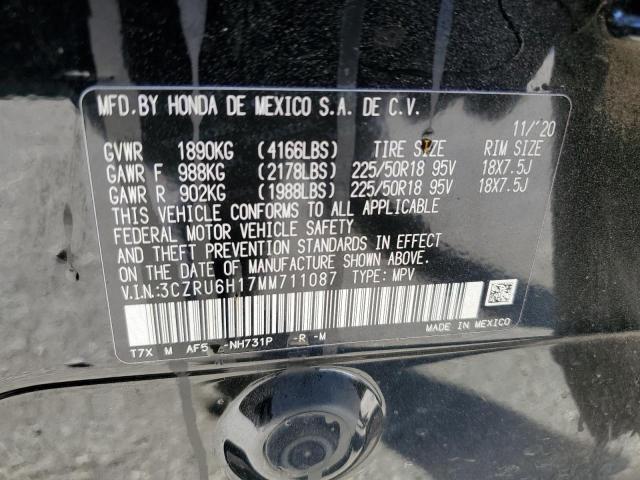 MFD. BY HONDA DE MEXICO S.A. DE C.V.
11/'20
GVWR 1890KG (4166LBS) TIRE SIZE RIM SIZE
GAWR F 988KG (2178LBS) 225/50R18 95V 18X7.5J
GAWR R 902KG (1988LBS) 225/50R18 95V 18X7.5J
THIS VEHICLE CONFORMS TO ALL APPLICABLE
FEDERAL MOTOR VEHICLE SAFETY
AND THEFT PREVENTION STANDARDS IN EFFECT
ON THE DATE OF MANUFACTURE SHOWN ABOVE.
V.I.N.:3CZRU6H17MM711087 TYPE: MPV
MADE IN MEXICO
T7X M AF5 -NH731P -R -M